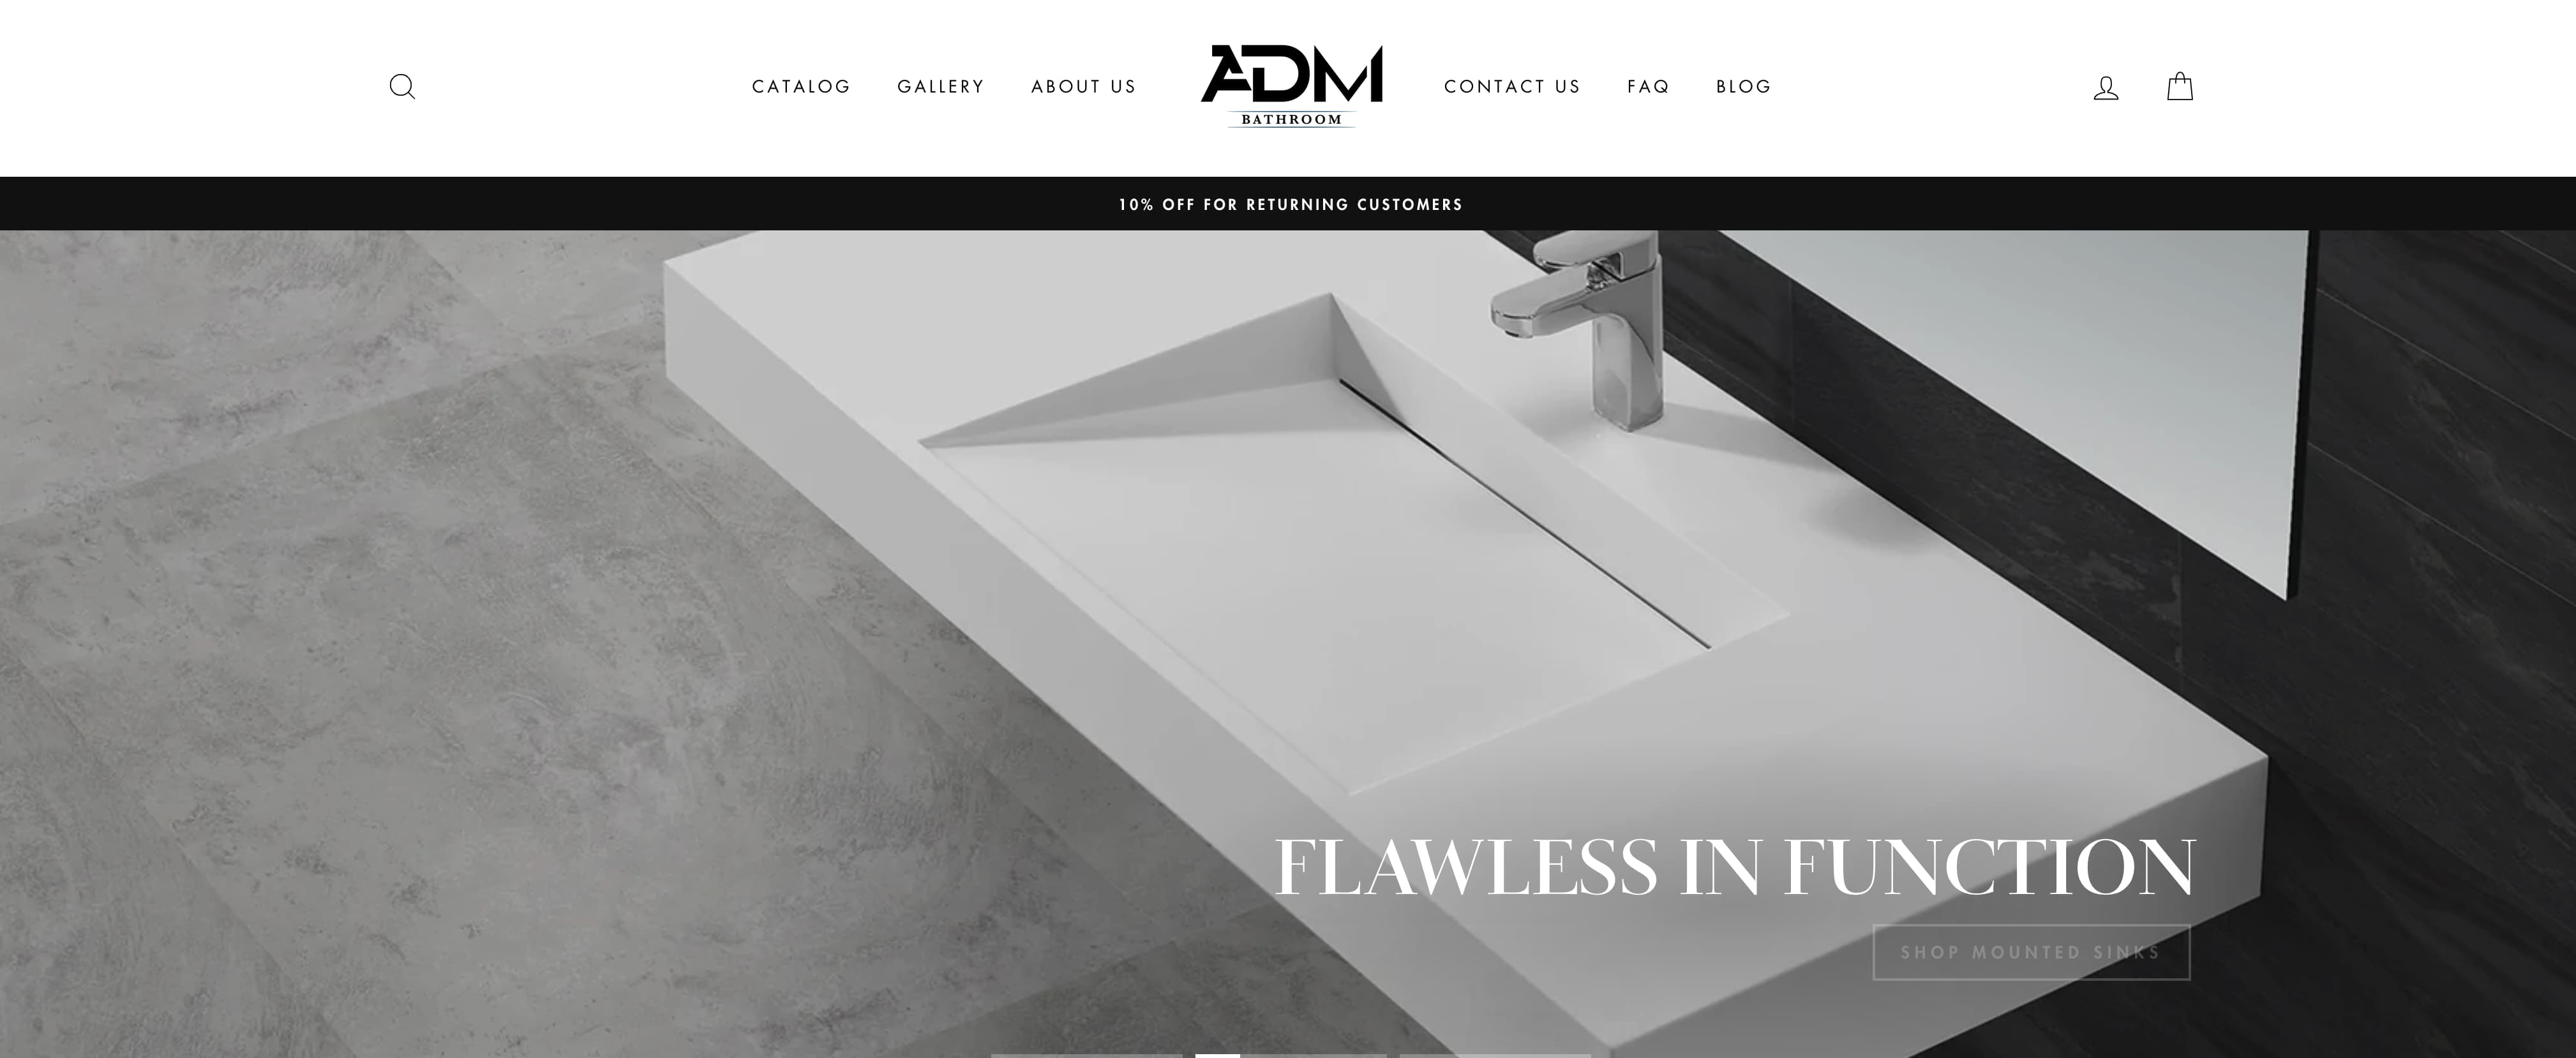 CATALOG GALLERY ABOUT US ADM CONTACT US FAQ BLOG
BATHROOM
10% OFF FOR RETURNING CUSTOMERS
FLAWLESS IN FUNCTION
SHOP MOUNTED SINKS